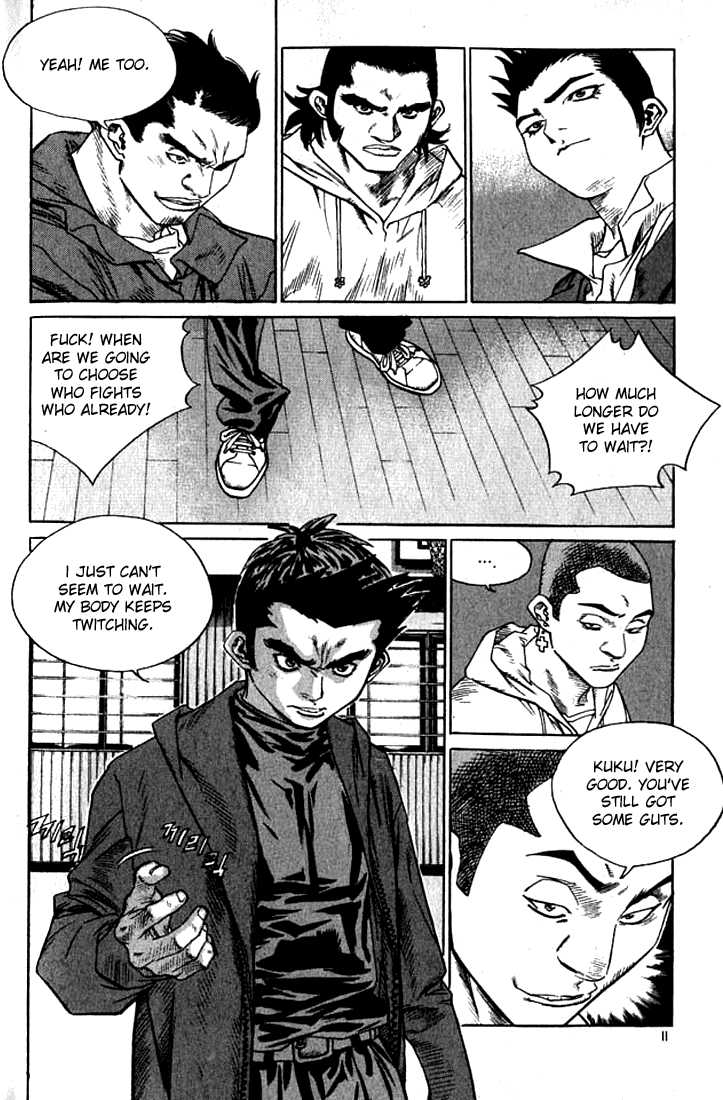 YEAH! ME TOO.
FUCK! WHEN
ARE WE GOING
TO CHOOSE
WHO FIGHTS
WHO ALREADY!
HOW MUCH
LONGER DO
WE HAVE
TO WAIT?!
I JUST CAN'T
SEEM TO WAIT.
MY BODY KEEPS
TWITCHING.
....
KUKU! VERY
GOOD. YOU'VE
STILL GOT
SOME GUTS.
11